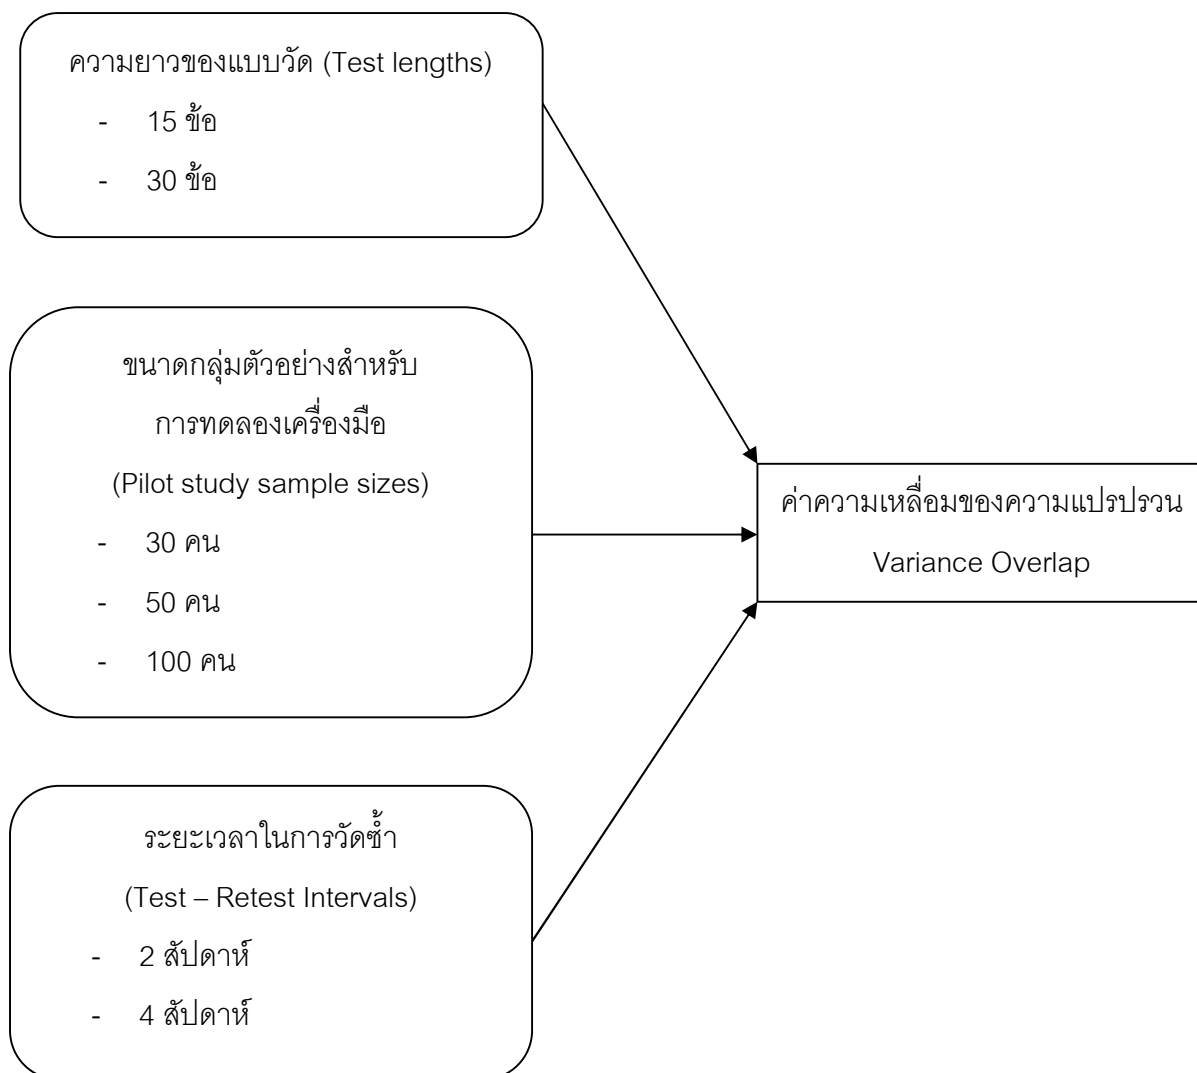 ความยาวของแบบวัด (Test lengths)
- 15 ข้อ
- 30 ข้อ
ขนาดกลุ่มตัวอย่างสำหรับ
การทดลองเครื่องมือ
(Pilot study sample sizes)
- 30 คน
- 50 คน
- 100 คน
ค่าความเหลื่อมของความแปรปรวน
Variance Overlap
ระยะเวลาในการวัดซ้ำ
(Test – Retest Intervals)
- 2 สัปดาห์
- 4 สัปดาห์